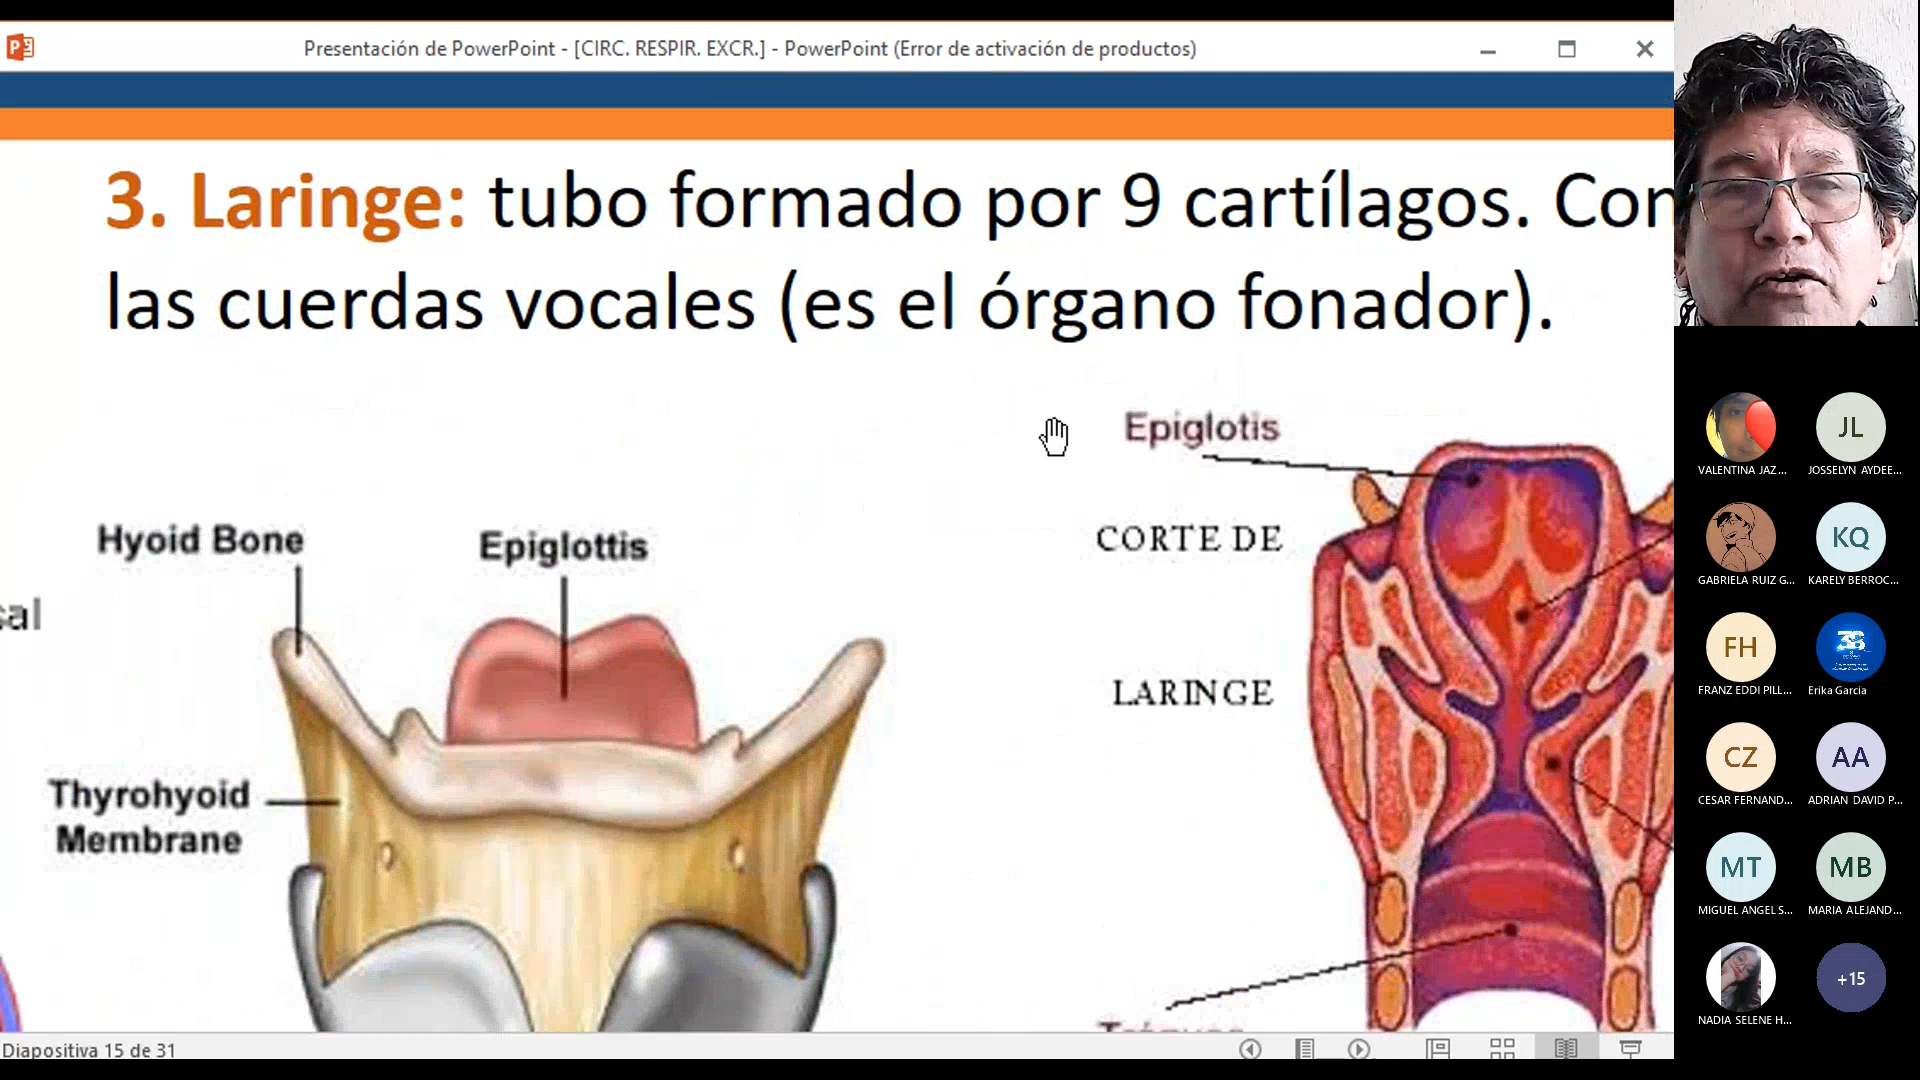 Presentación de PowerPoint - [CIRC. RESPIR. EXCR.] - PowerPoint (Error de activación de productos)
3. Laringe: tubo formado por 9 cartílagos. Con
las cuerdas vocales (es el órgano fonador).
Epiglotis
CORTE DE
LARINGE
Hyoid Bone
Epiglottis
Thyrohyoid
Membrane
Diapositiva 15 de 31
VALENTINA JAZ...
JL
JOSSELYN AYDEE...
GABRIELA RUIZ G...
KQ
KARELY BERROC...
FH
FRANZ EDDI PILL...
Erika Garcia
CZ
CESAR FERNAND...
AA
ADRIAN DAVID P...
MT
MIGUEL ANGEL S...
MB
MARIA ALEJAND...
NADIA SELENE H...
+15